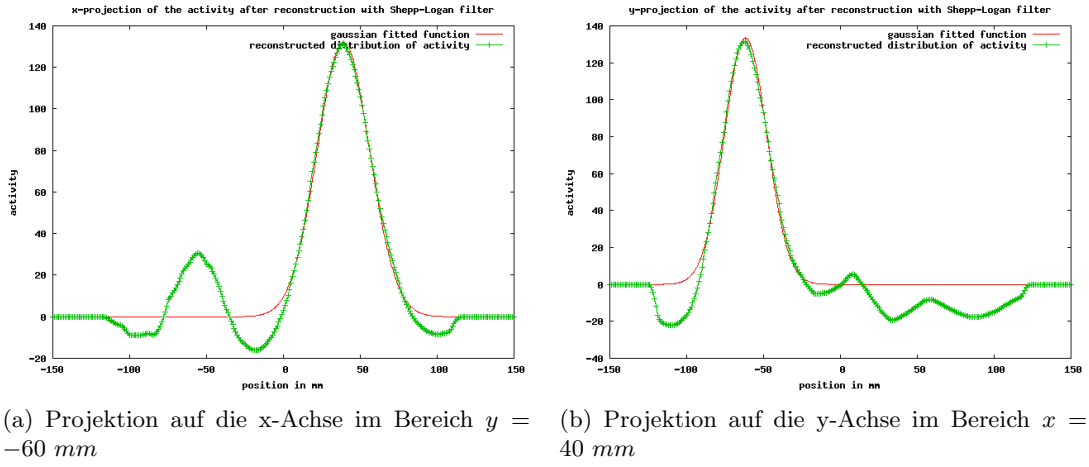 x-projection of the activity after reconstruction with Shepp-Logan filter
gaussian fitted function
reconstructed distribution of activity
140
120
100
80
60
40
20
0
-20
activity
-150
-100
-50
0
50
100
150
position in mm
y-projection of the activity after reconstruction with Shepp-Logan filter
gaussian fitted function
reconstructed distribution of activity
140
120
100
80
60
40
20
0
-20
-40
activity
-150
-100
-50
0
50
100
150
position in mm
(a) Projektion auf die x-Achse im Bereich y =
−60 mm
(b) Projektion auf die y-Achse im Bereich x =
40 mm